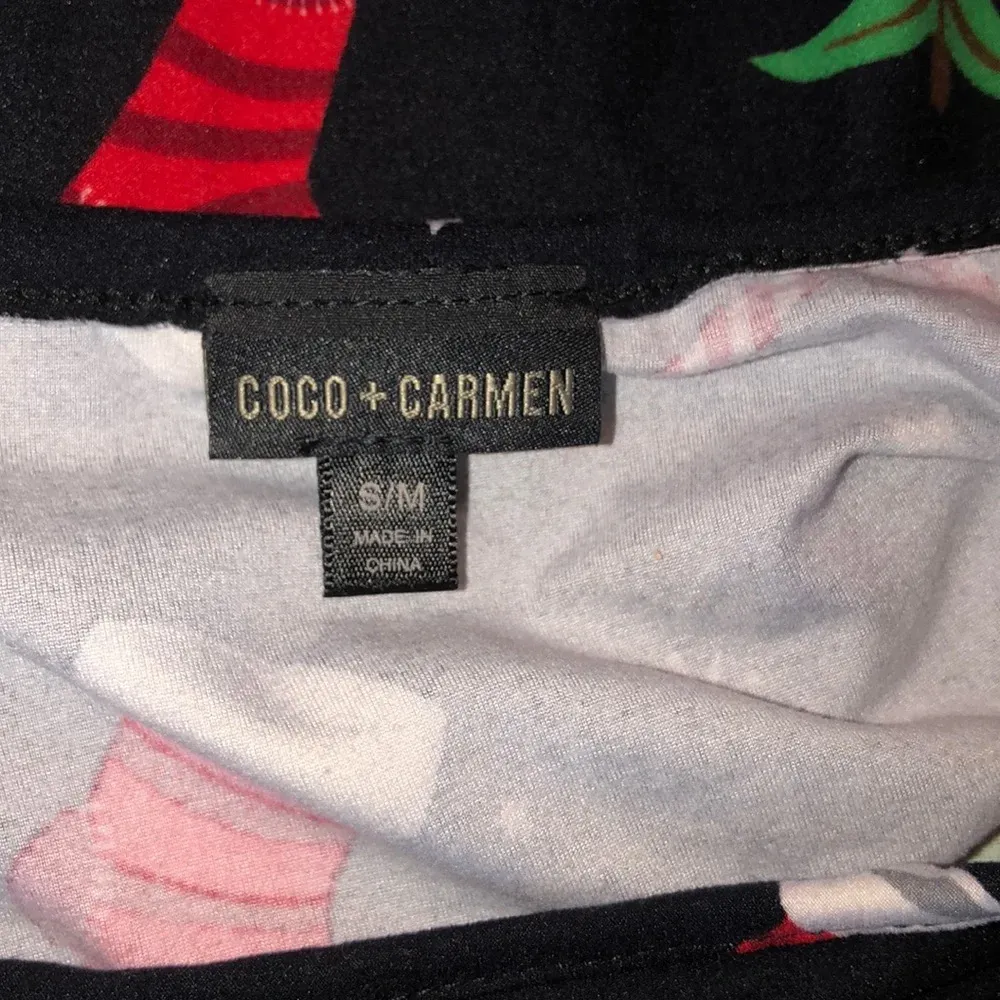 COCO + CARMEN
S/M
MADE IN
CHINA